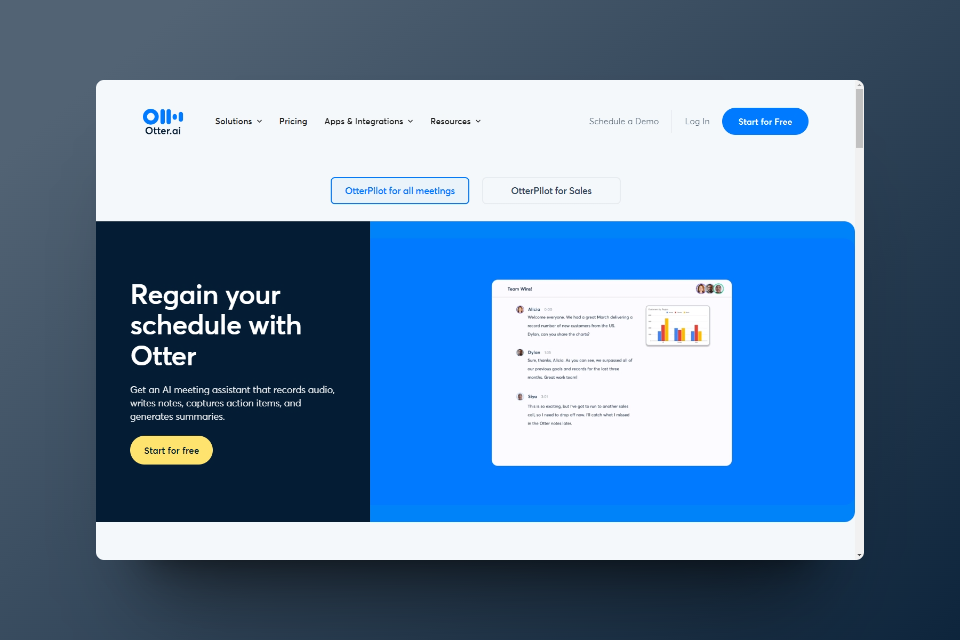 Otter.ai
Solutions
Pricing
Apps & Integrations
Resources
Schedule a Demo
Log In
Start for Free
OtterPilot for all meetings
OtterPilot for Sales
Regain your
schedule with
Otter
Get an AI meeting assistant that records audio,
writes notes, captures action items, and
generates summaries.
Start for free
Team Wins!
Alicia
Welcome everyone. We had a great March delivering a
record number of new customers from the US.
Dylan, can you share the charts?
Dylan
Sure, thanks, Alicia. As you can see, we surpassed all of
our previous goals and records for the last three
months. Great work team!
This is so exciting, but I've got to run to another sales
call, so I need to drop off now. I'll catch what I missed
in the Otter notes later.